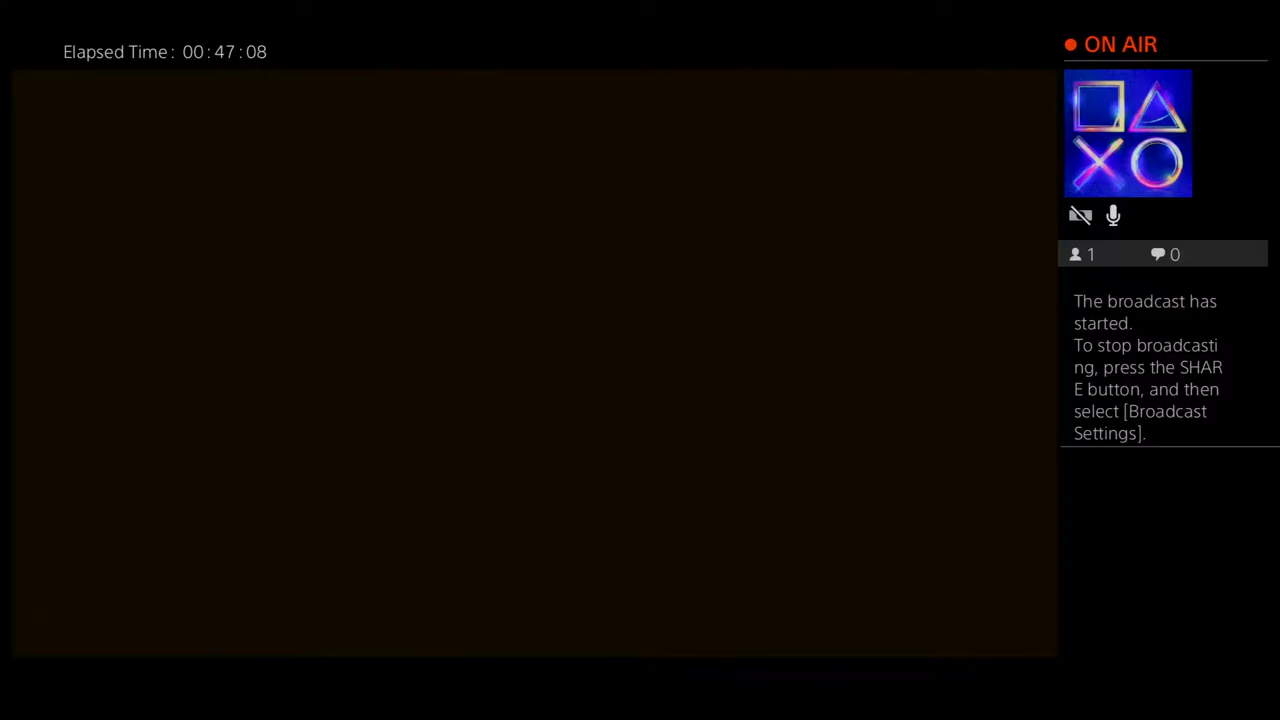 Elapsed Time: 00:47:08
ON AIR
1 0
The broadcast has
started.
To stop broadcasti
ng, press the SHAR
E button, and then
select [Broadcast
Settings].